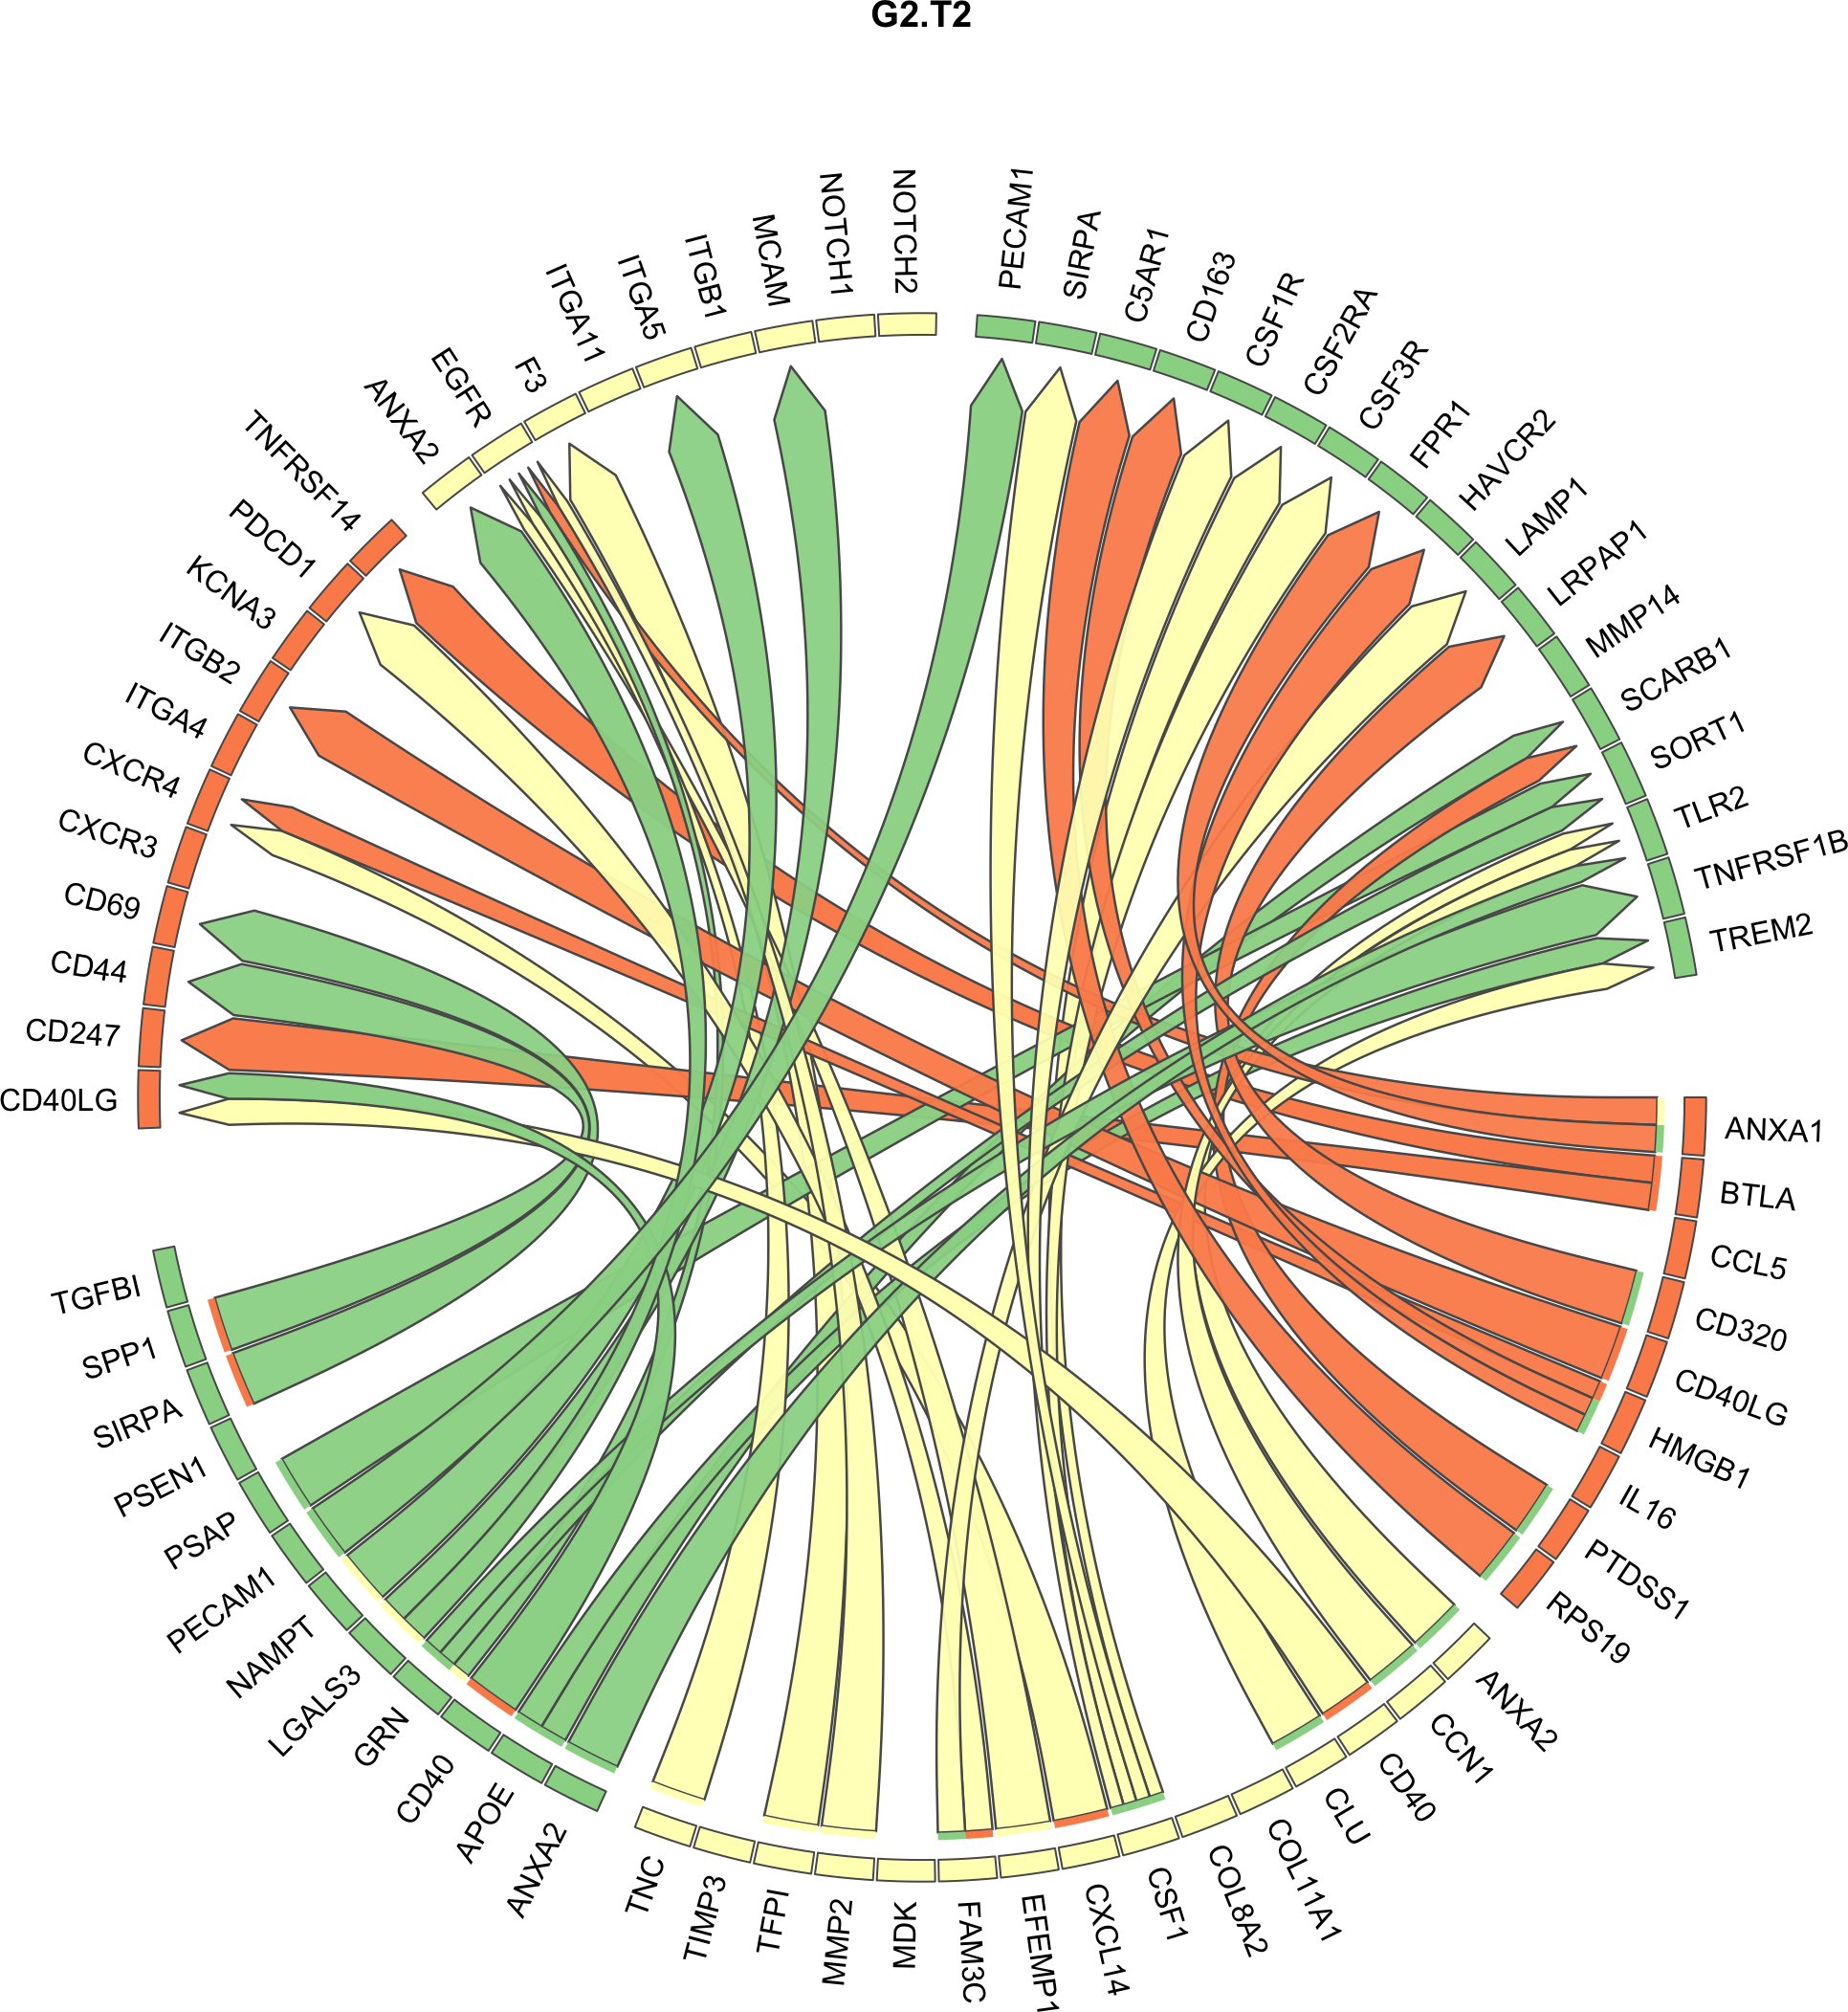 G2.T2
PECAM1
SIRPA
C5AR1
CD163
CSF1R
CSF2RA
CSF3R
FPR1
HAVCR2
LAMP1
LRPAP1
MMP14
SCARB1
SORT1
TLR2
TNFRSF1B
TREM2
ANXA1
BTLA
CCL5
CD320
CD40LG
HMGB1
IL16
PTDSS1
RPS19
ANXA2
CCN1
CD40
CLU
COL11A1
COL8A2
CSF1
CXCL14
EFEMP1
FAM3C
MDK
MMP2
TFPI
TIMP3
TNC
ANXA2
APOE
CD40
GRN
LGALS3
NAMPT
PECAM1
PSAP
PSEN1
SIRPA
SPP1
TGFBI
CD40LG
CD247
CD44
CD69
CXCR3
CXCR4
ITGA4
ITGB2
KCNA3
PDCD1
TNFRSF14
ANXA2
EGFR
F3
ITGA11
ITGA5
ITGB1
MCAM
NOTCH1
NOTCH2